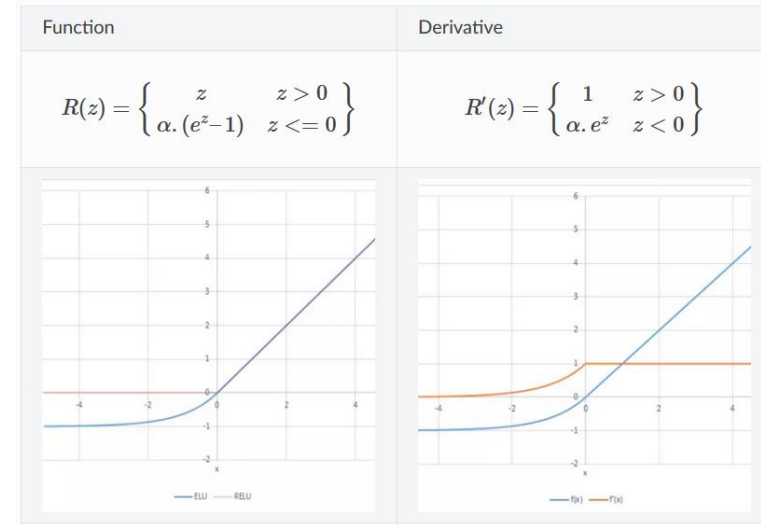 Function
Derivative
R(z) = { z z > 0
α. (e^z–1) z <= 0 }
R′(z) = { 1 z > 0
α. e^z z < 0 }
6
5
4
3
2
1
0
-4 -2 0 2 4
-1
-2
x
ELU RELU
6
5
4
3
2
1
0
-4 -2 0 2 4
-1
-2
x
f(x) f'(x)